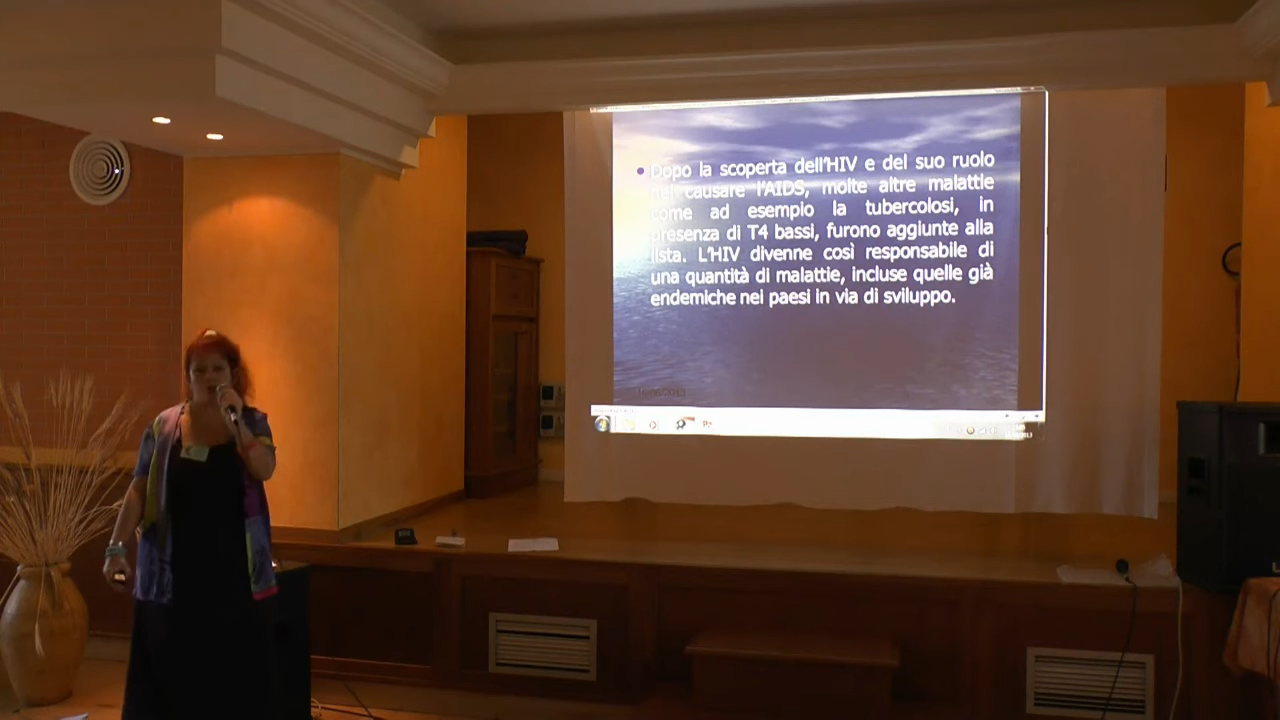 Dopo la scoperta dell'HIV e del suo ruolo
nel causare l'AIDS, molte altre malattie
come ad esempio la tubercolosi, in
presenza di T4 bassi, furono aggiunte alla
lista. L'HIV divenne così responsabile di
una quantità di malattie, incluse quelle già
endemiche nei paesi in via di sviluppo.